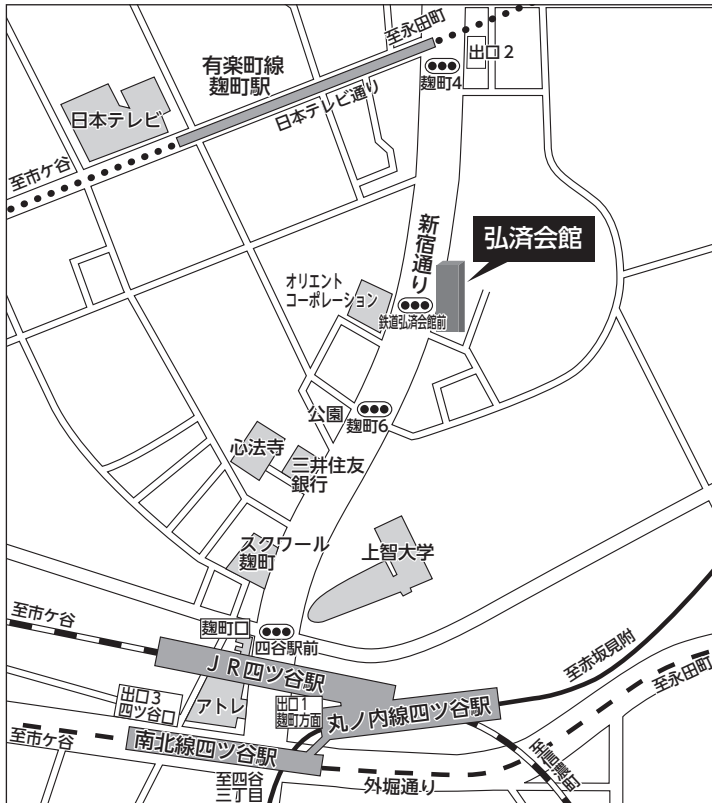 至永田町
出口2
麹町4
有楽町線
麹町駅
日本テレビ通り
日本テレビ
至市ケ谷
新宿通り
弘済会館
オリエント
コーポレーション
鉄道弘済会館前
公園
麹町6
心法寺
三井住友
銀行
スクワール
麹町
上智大学
至市ケ谷
麹町口
四谷駅前
JR四ツ谷駅
至赤坂見附
至永田町
出口3
四ツ谷口
アトレ
出口1
麹町方面
丸ノ内線四ツ谷駅
至市ケ谷
南北線四ツ谷駅
至信濃町
至四谷
三丁目
外堀通り